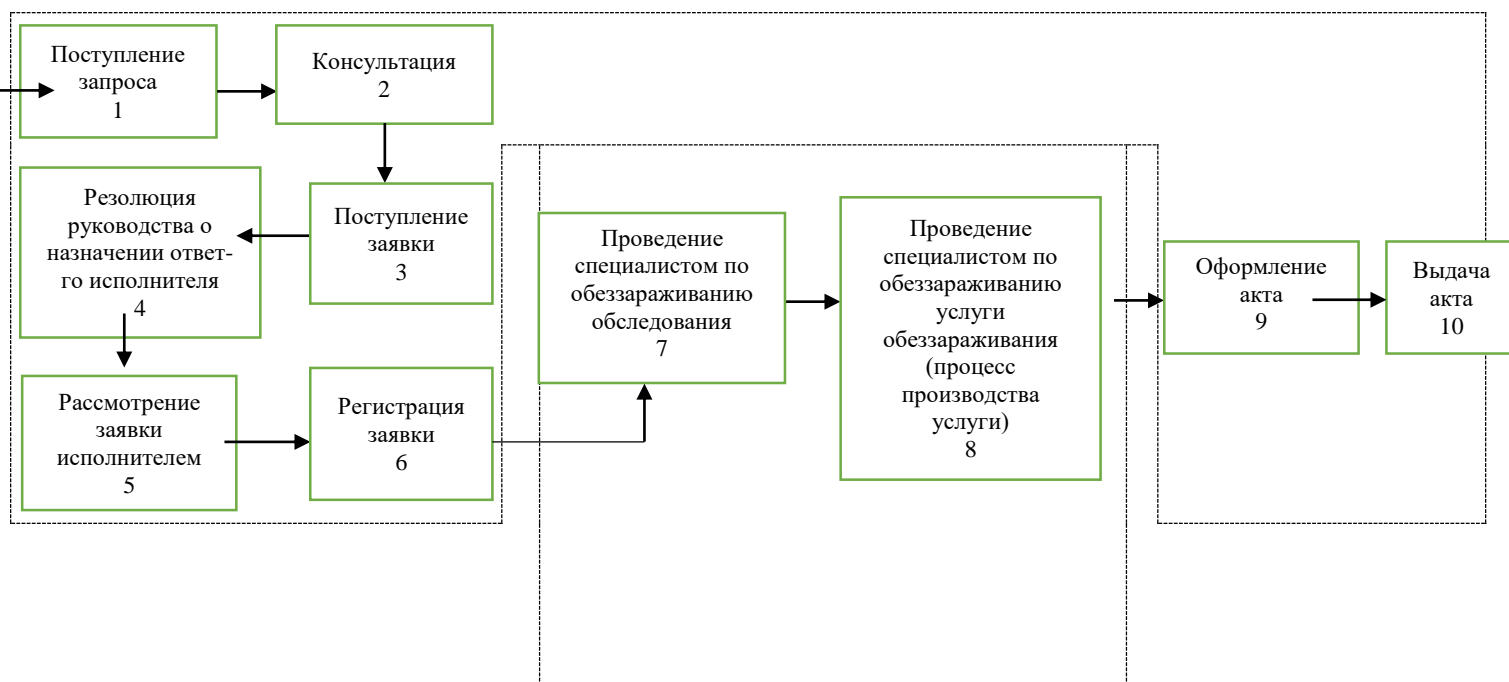 Поступление
запроса
1
Консультация
2
Поступление
заявки
3
Резолюция
руководства о
назначении ответ-
го исполнителя
4
Рассмотрение
заявки
исполнителем
5
Регистрация
заявки
6
Проведение
специалистом по
обеззараживанию
обследования
7
Проведение
специалистом по
обеззараживанию
услуги
обеззараживания
(процесс
производства
услуги)
8
Оформление
акта
9
Выдача
акта
10